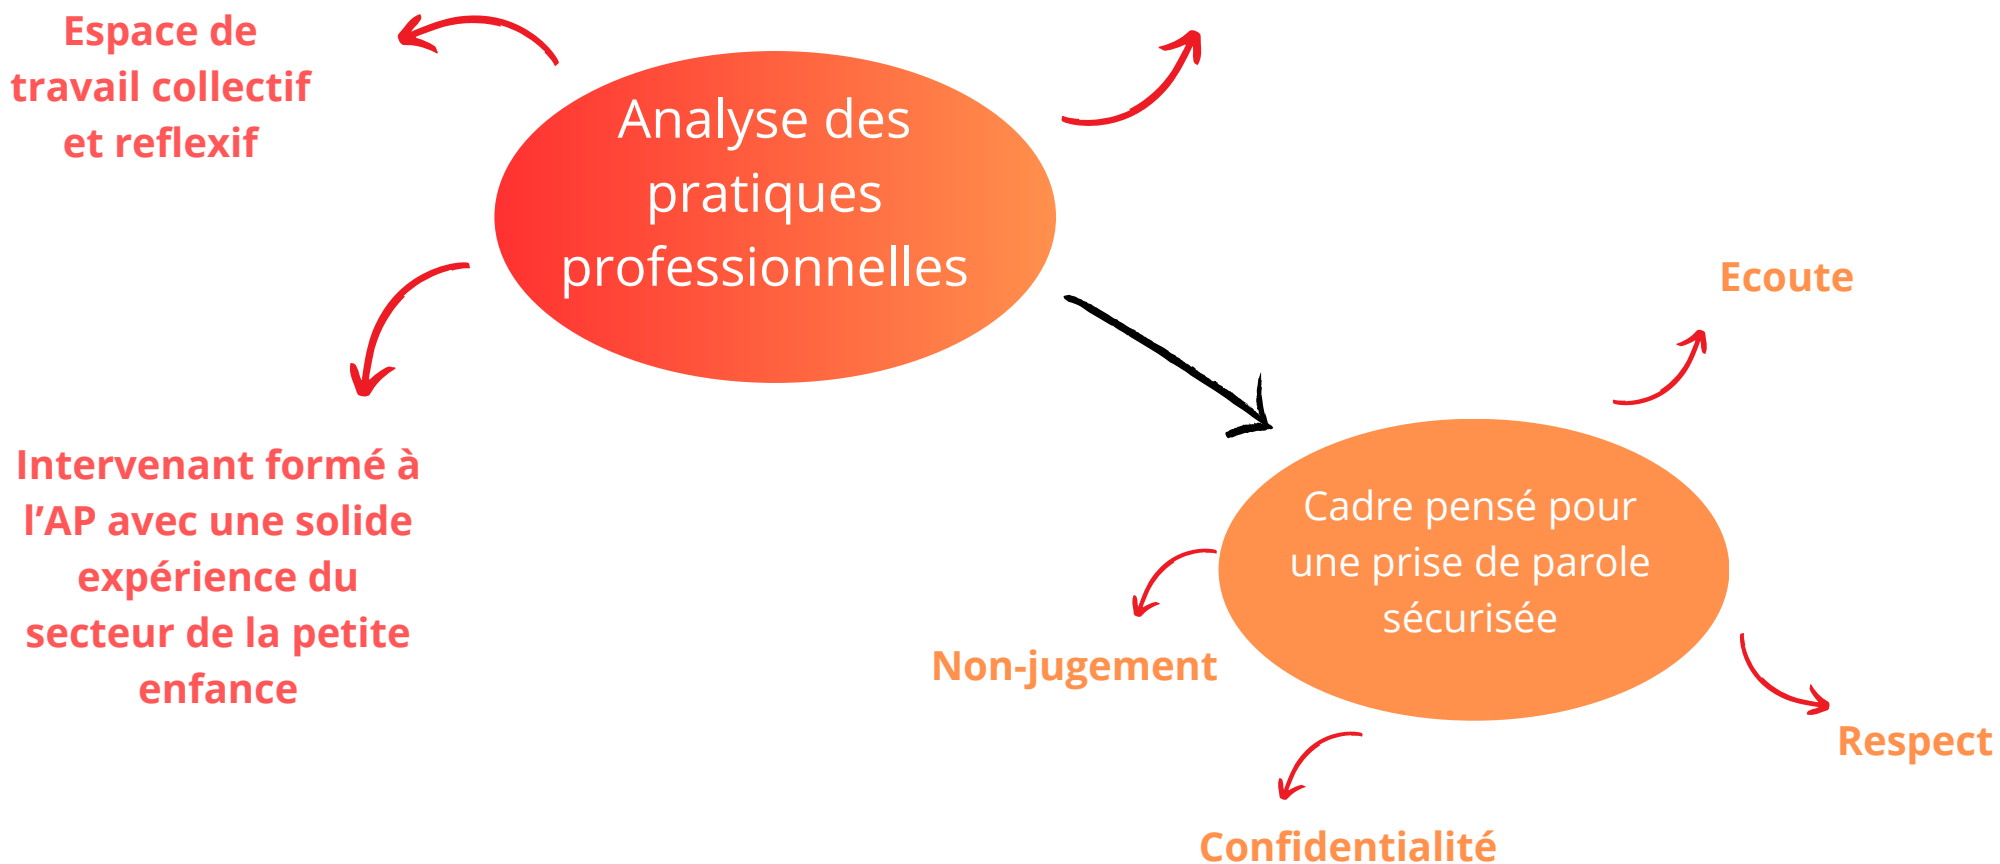 Espace de
travail collectif
et reflexif
Analyse des
pratiques
professionnelles
Intervenant formé à
l’AP avec une solide
expérience du
secteur de la petite
enfance
Ecoute
Cadre pensé pour
une prise de parole
sécurisée
Non-jugement
Respect
Confidentialité